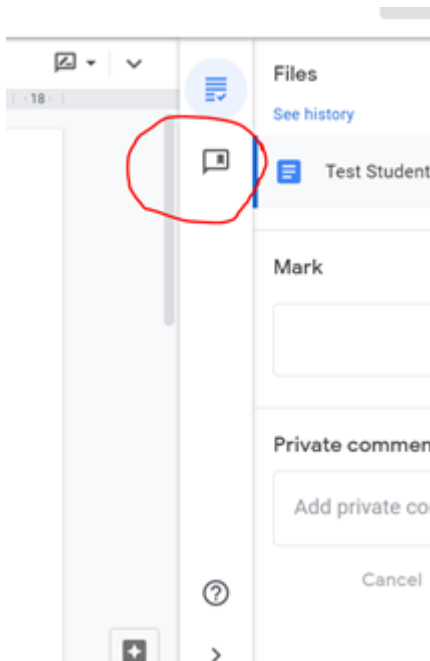 18
Files
See history
Test Student
Mark
Private commen
Add private co
Cancel